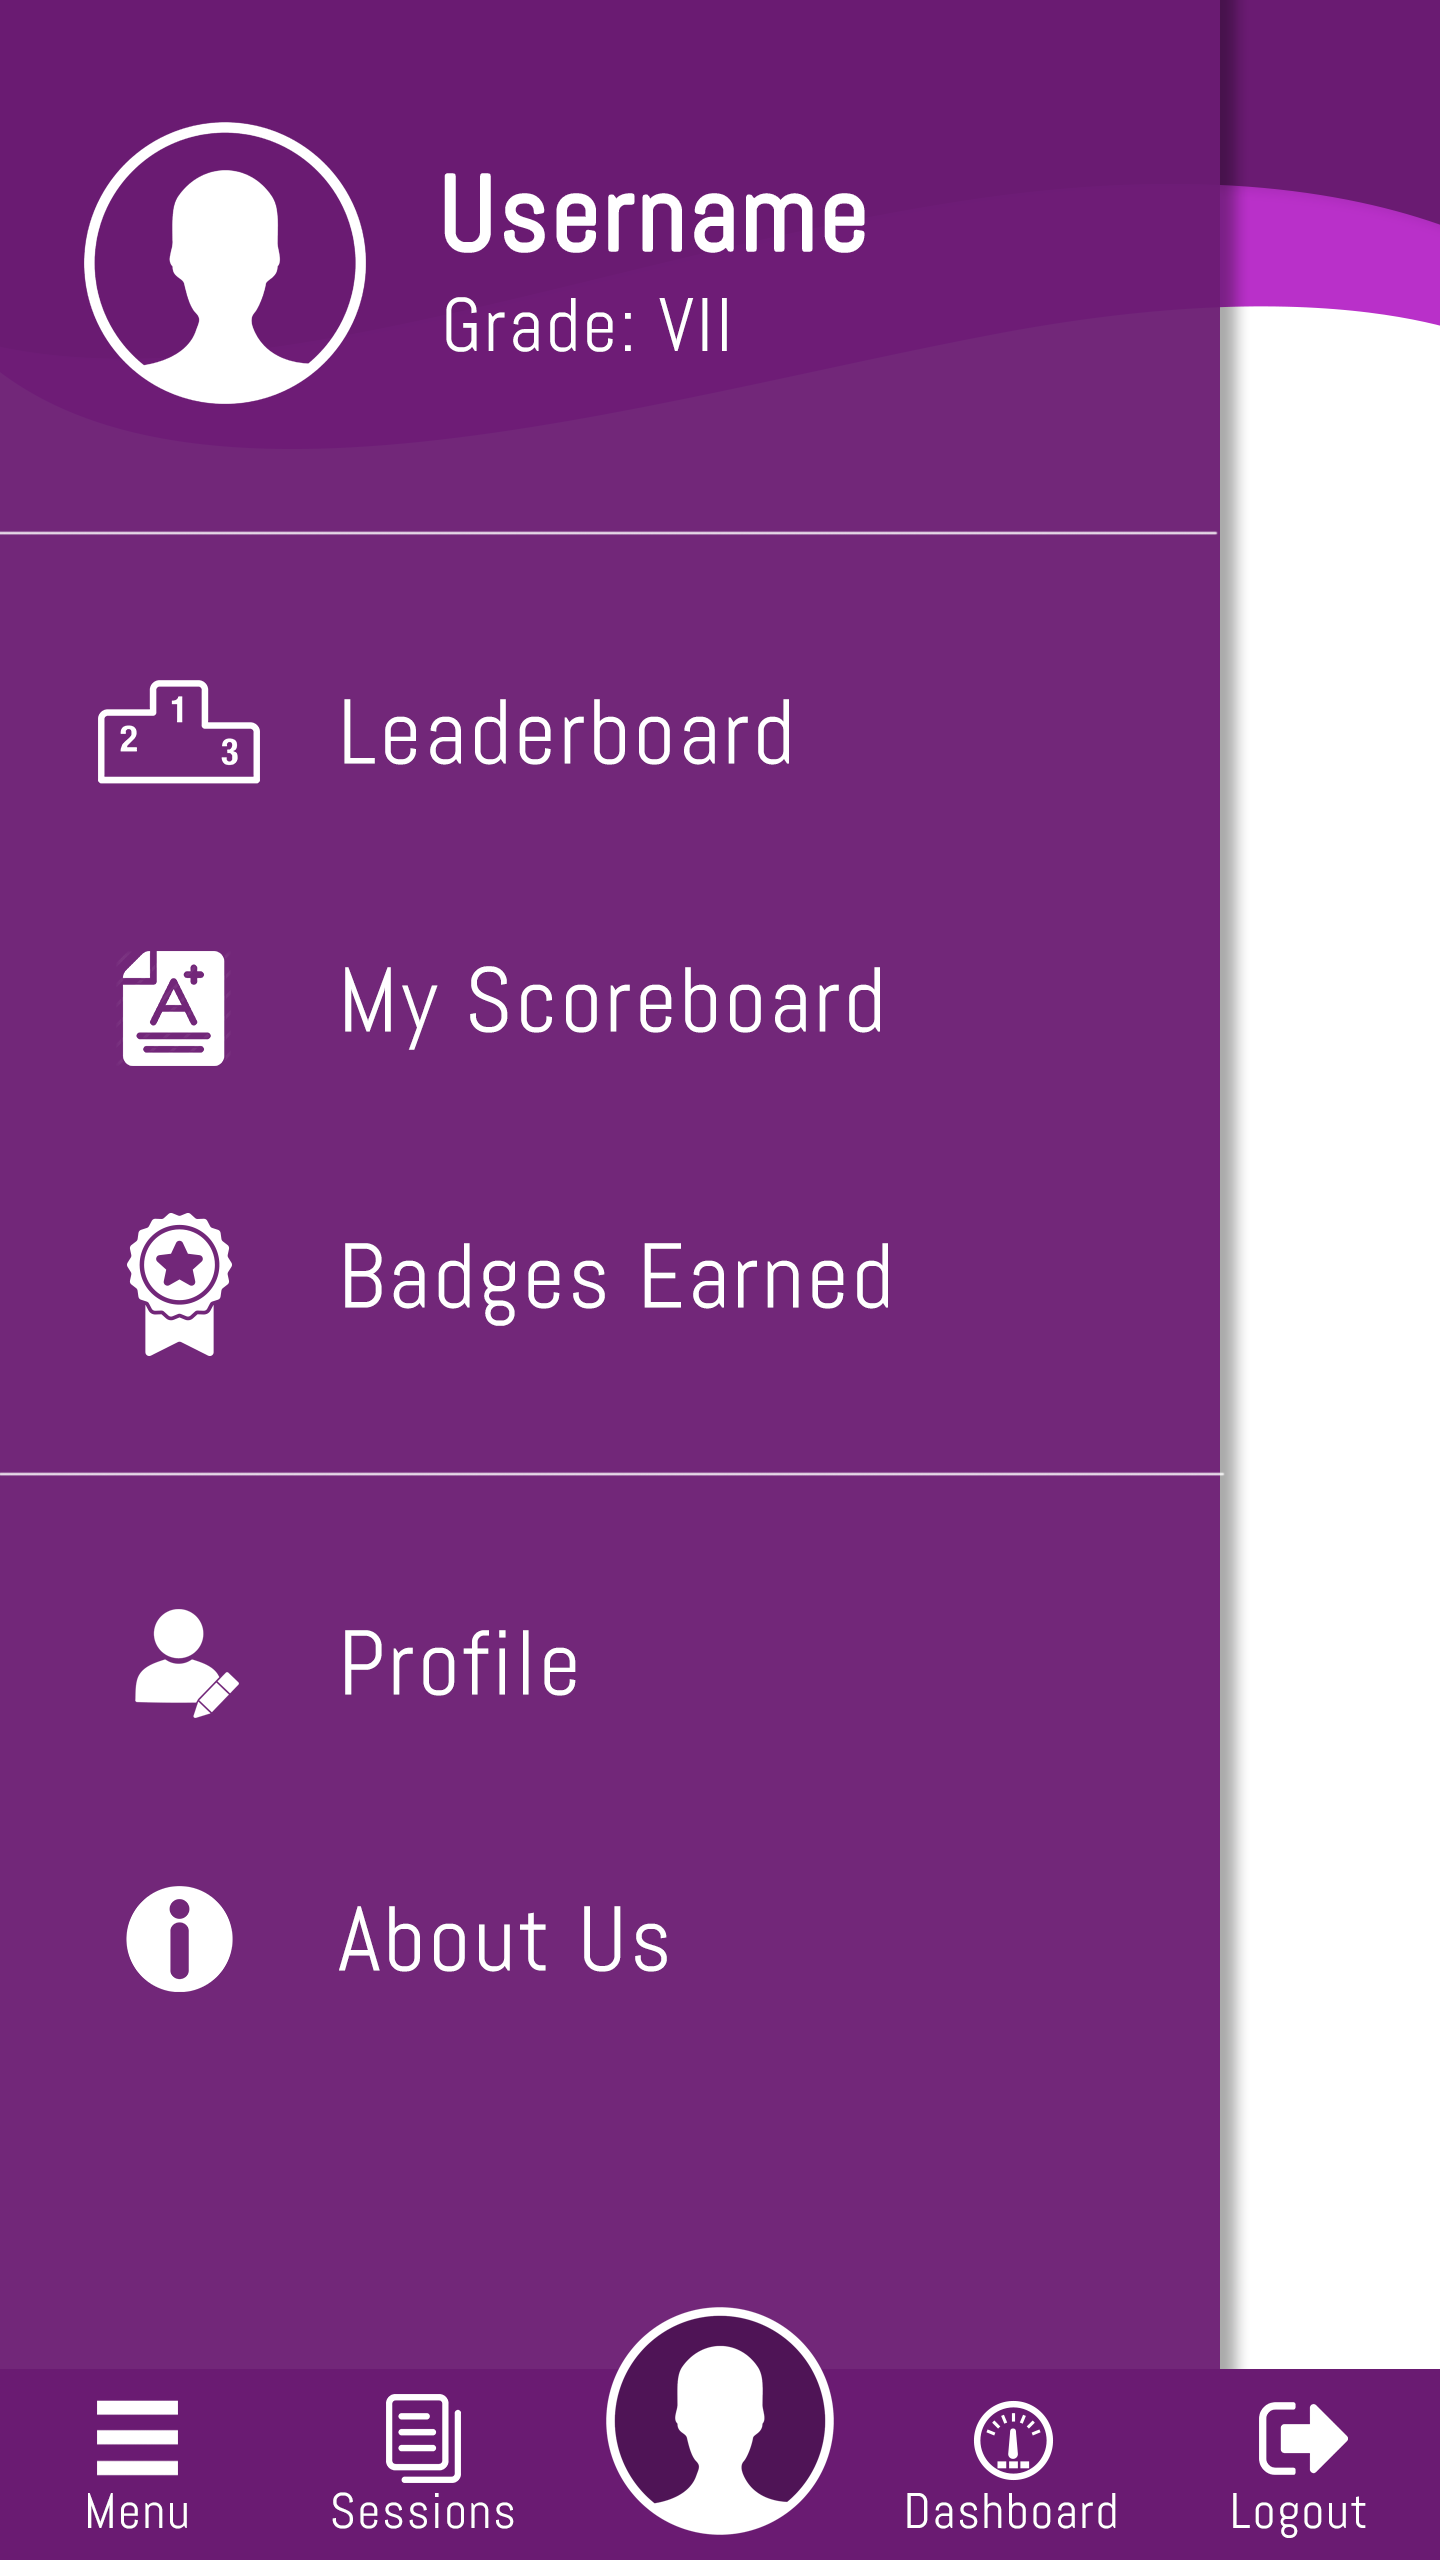 Username
Grade: VII
1
2
3
Leaderboard
A+
My Scoreboard
Badges Earned
Profile
i
About Us
Menu
Sessions
Dashboard
Logout